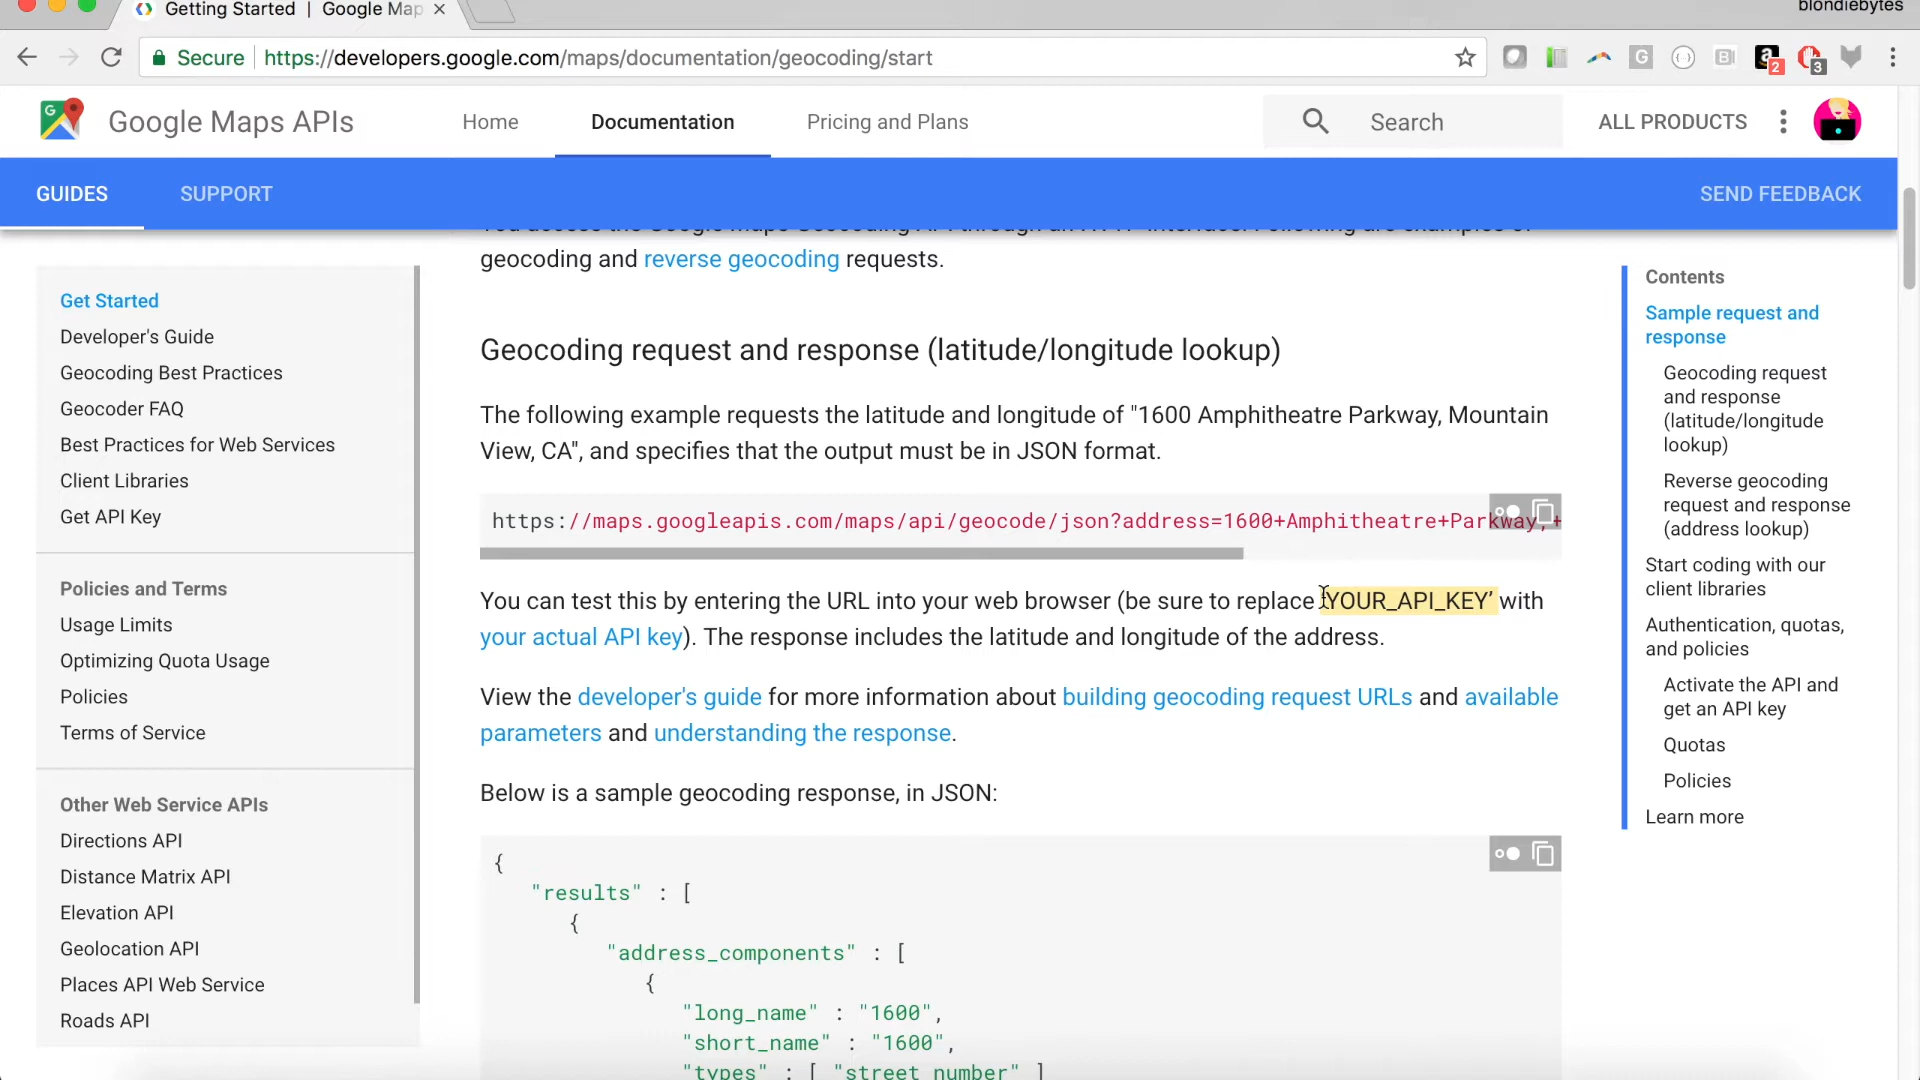 Getting Started | Google Map
blondiebytes
Secure https://developers.google.com/maps/documentation/geocoding/start
2
3
Google Maps APIs
Home
Documentation
Pricing and Plans
Search
ALL PRODUCTS
GUIDES
SUPPORT
SEND FEEDBACK
Get Started
Developer's Guide
Geocoding Best Practices
Geocoder FAQ
Best Practices for Web Services
Client Libraries
Get API Key
Policies and Terms
Usage Limits
Optimizing Quota Usage
Policies
Terms of Service
Other Web Service APIs
Directions API
Distance Matrix API
Elevation API
Geolocation API
Places API Web Service
Roads API
geocoding and reverse geocoding requests.
Geocoding request and response (latitude/longitude lookup)
The following example requests the latitude and longitude of "1600 Amphitheatre Parkway, Mountain
View, CA", and specifies that the output must be in JSON format.
https://maps.googleapis.com/maps/api/geocode/json?address=1600+Amphitheatre+Parkway,+
You can test this by entering the URL into your web browser (be sure to replace 'YOUR_API_KEY' with
your actual API key). The response includes the latitude and longitude of the address.
View the developer's guide for more information about building geocoding request URLs and available
parameters and understanding the response.
Below is a sample geocoding response, in JSON:
{
"results" : [
{
"address_components" : [
{
"long_name" : "1600",
"short_name" : "1600",
"types" : [ "street_number" ]
Contents
Sample request and
response
Geocoding request
and response
(latitude/longitude
lookup)
Reverse geocoding
request and response
(address lookup)
Start coding with our
client libraries
Authentication, quotas,
and policies
Activate the API and
get an API key
Quotas
Policies
Learn more